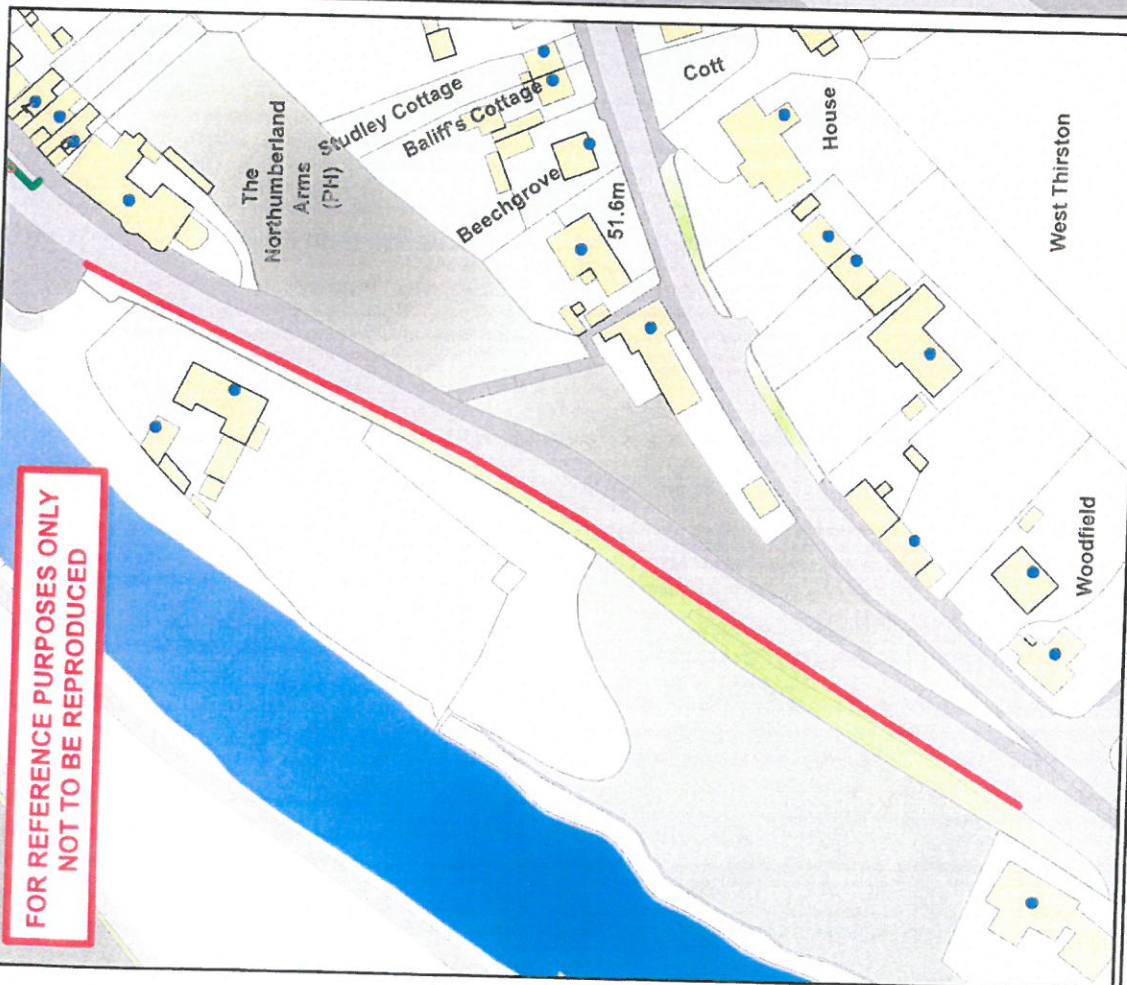 FOR REFERENCE PURPOSES ONLY
NOT TO BE REPRODUCED
The
Northumberland
Arms
(PH)
Studley Cottage
Baliff's Cottage
Beechgrove
51.6m
Cott
House
West Thirston
Woodfield